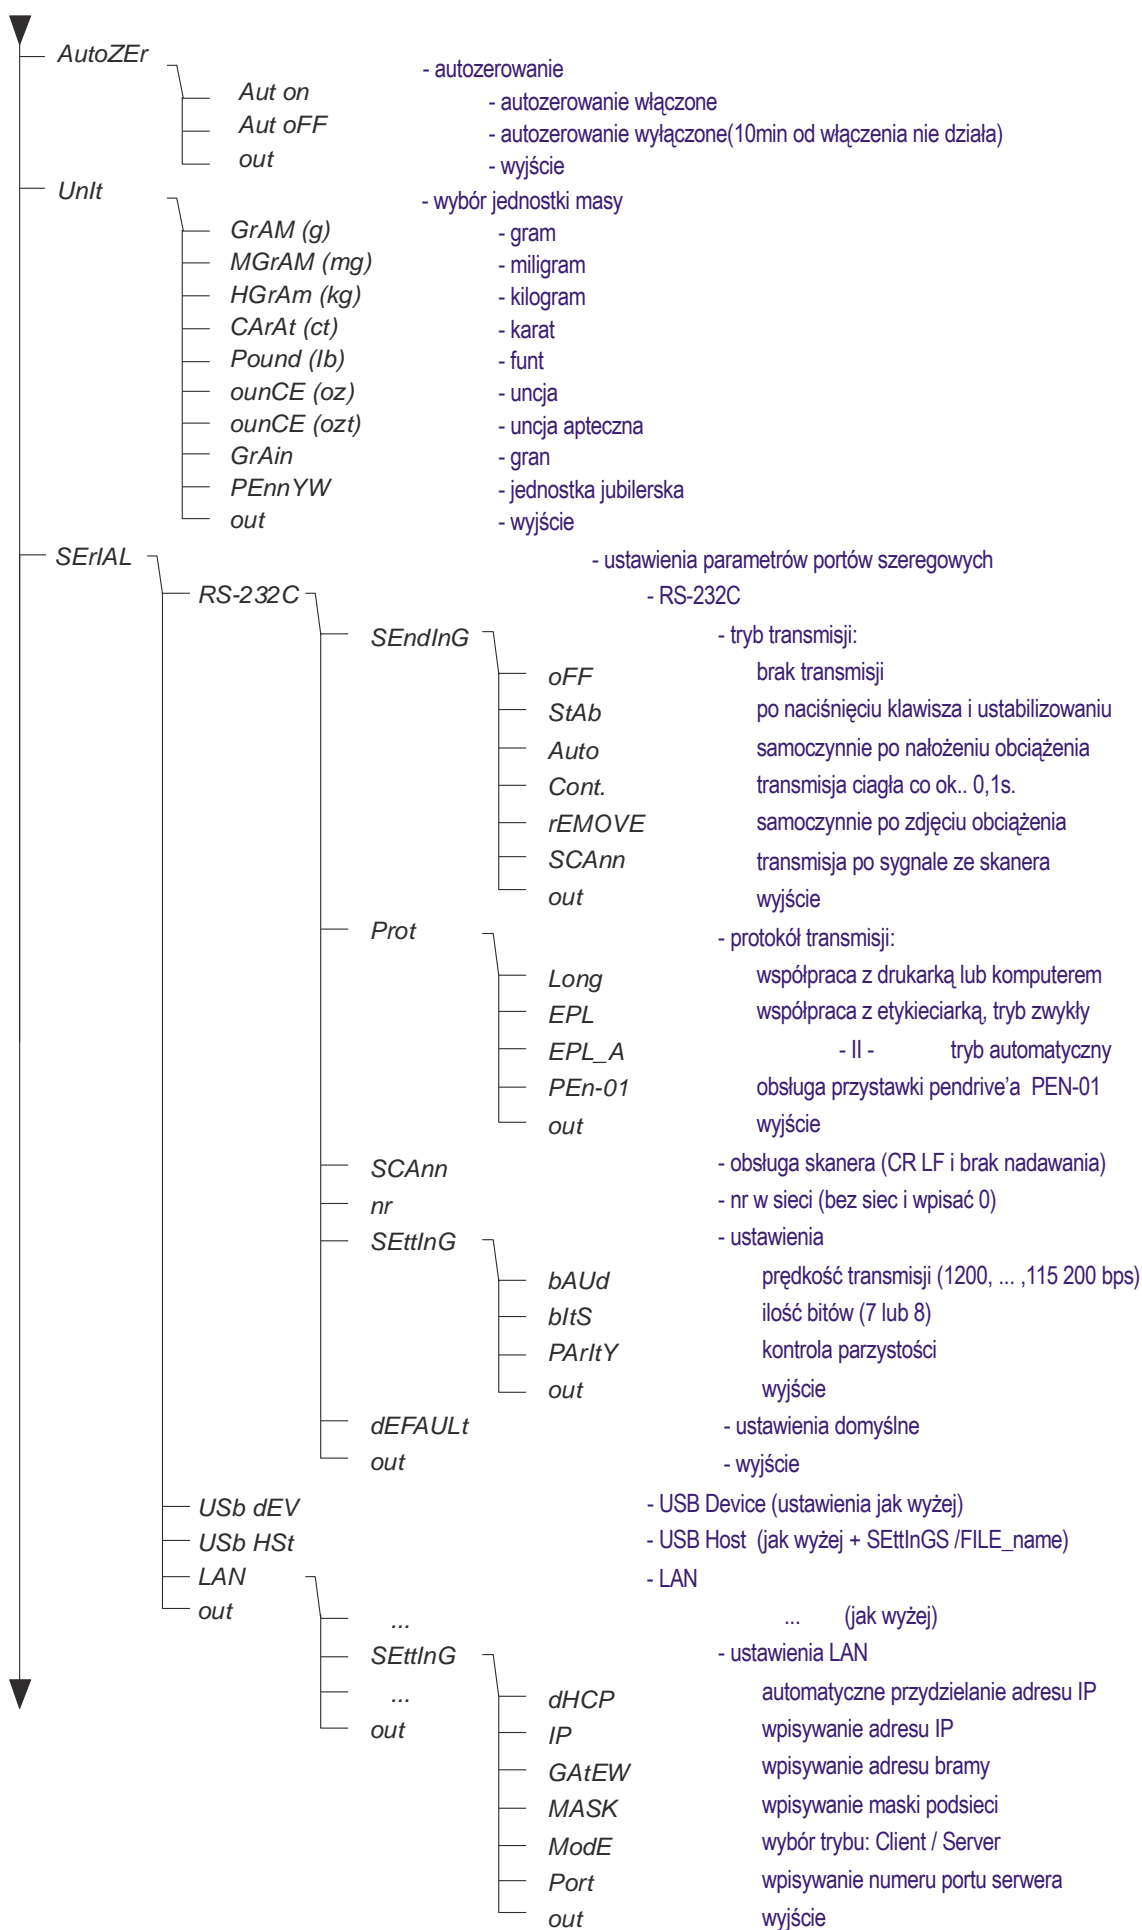 AutoZEr - autozerowanie
Aut on - autozerowanie włączone
Aut oFF - autozerowanie wyłączone(10min od włączenia nie działa)
out - wyjście
UnIt - wybór jednostki masy
GrAM (g) - gram
MGrAM (mg) - miligram
HGrAm (kg) - kilogram
CArAt (ct) - karat
Pound (lb) - funt
ounCE (oz) - uncja
ounCE (ozt) - uncja apteczna
GrAin - gran
PEnnYW - jednostka jubilerska
out - wyjście
SErIAL - ustawienia parametrów portów szeregowych
RS-232C - RS-232C
SEndInG - tryb transmisji:
oFF brak transmisji
StAb po naciśnięciu klawisza i ustabilizowaniu
Auto samoczynnie po nałożeniu obciążenia
Cont. transmisja ciagła co ok.. 0,1s.
rEMOVE samoczynnie po zdjęciu obciążenia
SCAnn transmisja po sygnale ze skanera
out wyjście
Prot - protokół transmisji:
Long współpraca z drukarką lub komputerem
EPL współpraca z etykieciarką, tryb zwykły
EPL_A - II - tryb automatyczny
PEn-01 obsługa przystawki pendrive’a PEN-01
out wyjście
SCAnn - obsługa skanera (CR LF i brak nadawania)
nr - nr w sieci (bez siec i wpisać 0)
SEttInG - ustawienia
bAUd prędkość transmisji (1200, ... ,115 200 bps)
bItS ilość bitów (7 lub 8)
PArItY kontrola parzystości
out wyjście
dEFAULt - ustawienia domyślne
out - wyjście
USb dEV - USB Device (ustawienia jak wyżej)
USb HSt - USB Host (jak wyżej + SEttInGS /FILE_name)
LAN - LAN
out
... ... (jak wyżej)
SEttInG - ustawienia LAN
...
dHCP automatyczne przydzielanie adresu IP
out
IP wpisywanie adresu IP
GAtEW wpisywanie adresu bramy
MASK wpisywanie maski podsieci
ModE wybór trybu: Client / Server
Port wpisywanie numeru portu serwera
out wyjście